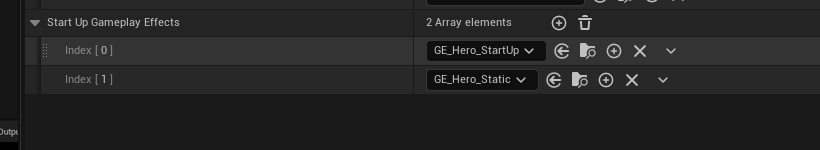 Start Up Gameplay Effects 2 Array elements
Index [ 0 ] GE_Hero_StartUp
Index [ 1 ] GE_Hero_Static